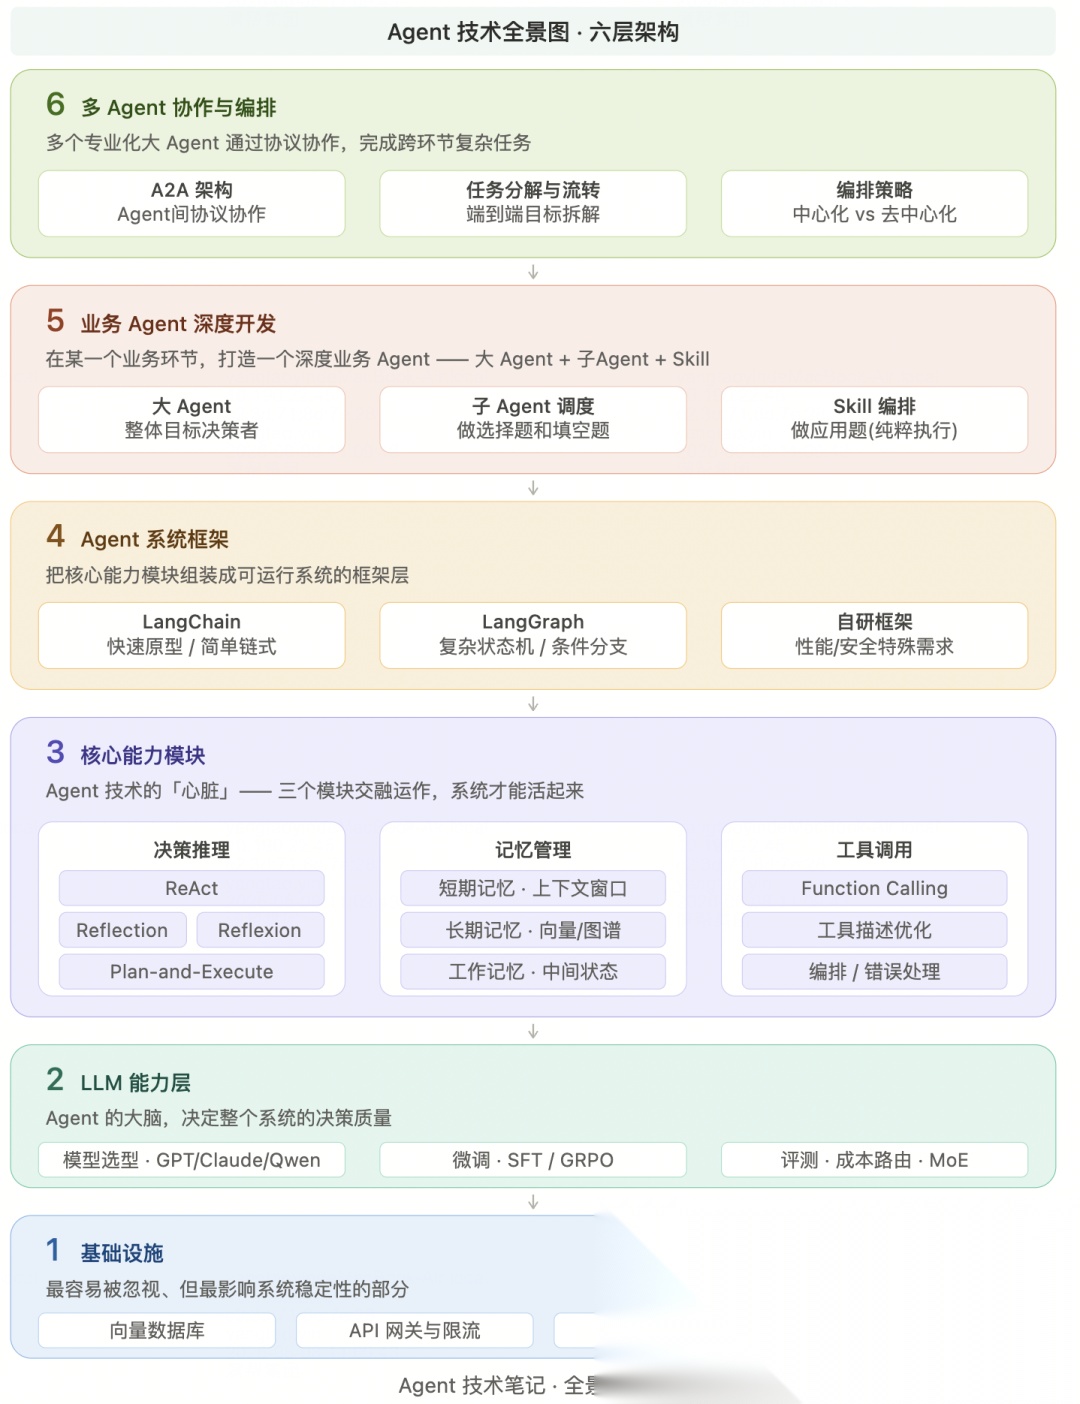 Agent 技术全景图 · 六层架构
6 多 Agent 协作与编排
多个专业化大 Agent 通过协议协作，完成跨环节复杂任务
A2A 架构
Agent间协议协作
任务分解与流转
端到端目标拆解
编排策略
中心化 vs 去中心化
↓
5 业务 Agent 深度开发
在某一个业务环节，打造一个深度业务 Agent —— 大 Agent + 子Agent + Skill
大 Agent
整体目标决策者
子 Agent 调度
做选择题和填空题
Skill 编排
做应用题(纯粹执行)
↓
4 Agent 系统框架
把核心能力模块组装成可运行系统的框架层
LangChain
快速原型 / 简单链式
LangGraph
复杂状态机 / 条件分支
自研框架
性能/安全特殊需求
↓
3 核心能力模块
Agent 技术的「心脏」—— 三个模块交融运作，系统才能活起来
决策推理
ReAct
Reflection
Reflexion
Plan-and-Execute
记忆管理
短期记忆 · 上下文窗口
长期记忆 · 向量/图谱
工作记忆 · 中间状态
工具调用
Function Calling
工具描述优化
编排 / 错误处理
↓
2 LLM 能力层
Agent 的大脑，决定整个系统的决策质量
模型选型 · GPT/Claude/Qwen
微调 · SFT / GRPO
评测 · 成本路由 · MoE
↓
1 基础设施
最容易被忽视、但最影响系统稳定性的部分
向量数据库
API 网关与限流
Agent 技术笔记 · 全